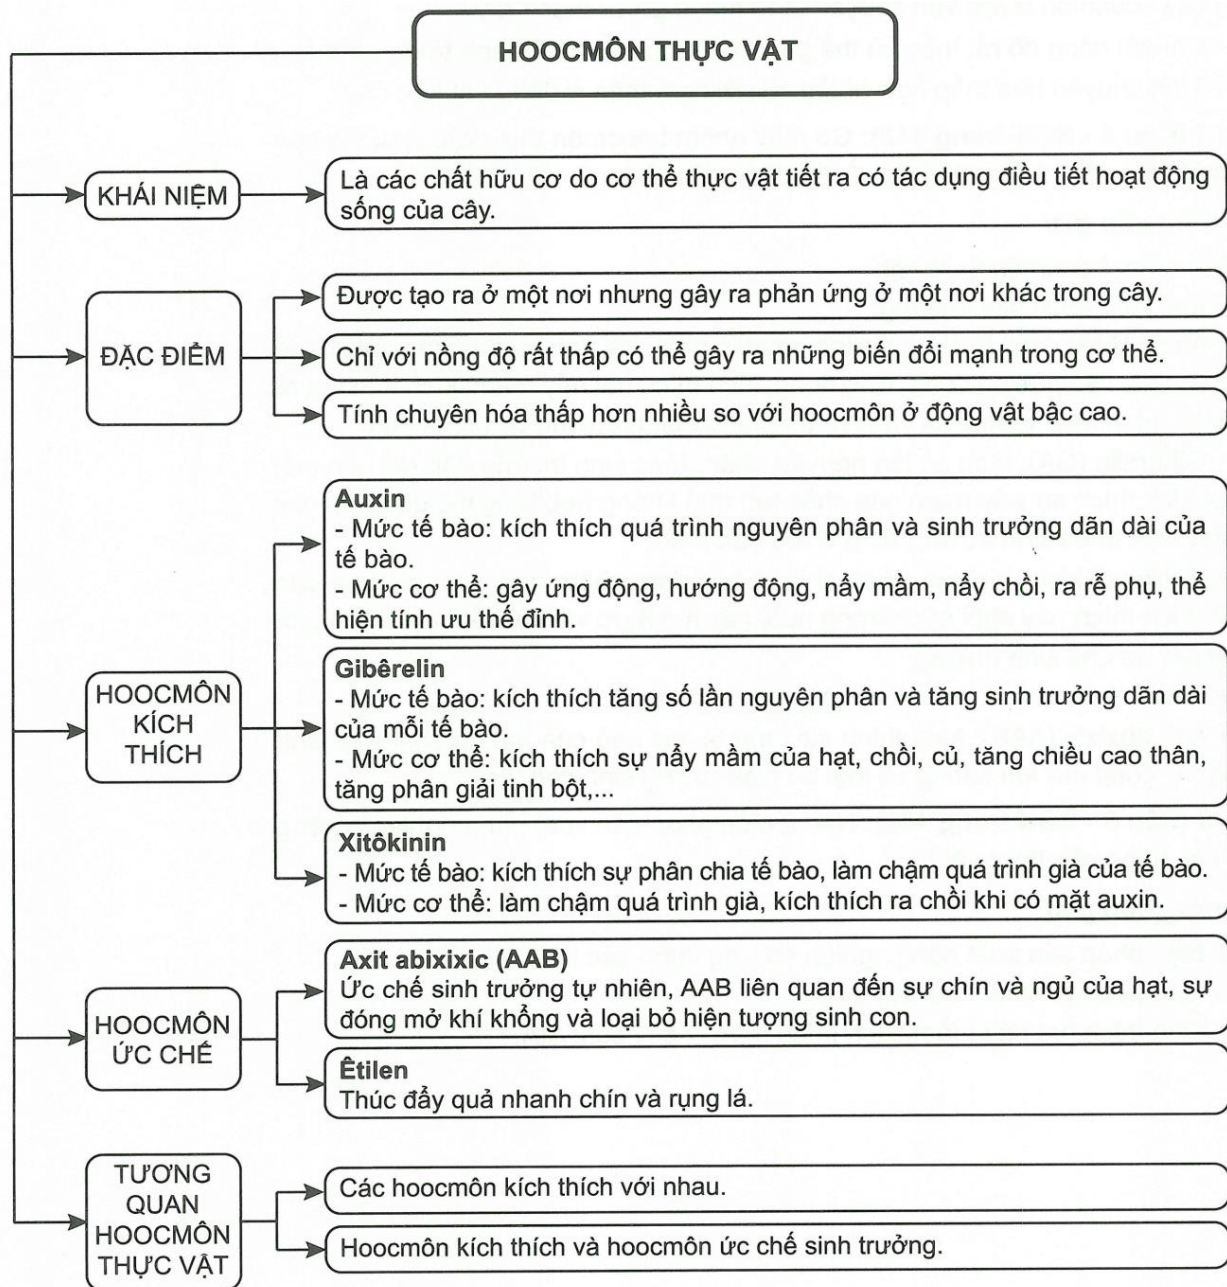 HOOCMÔN THỰC VẬT
KHÁI NIỆM
Là các chất hữu cơ do cơ thể thực vật tiết ra có tác dụng điều tiết hoạt động
sống của cây.
ĐẶC ĐIỂM
Được tạo ra ở một nơi nhưng gây ra phản ứng ở một nơi khác trong cây.
Chỉ với nồng độ rất thấp có thể gây ra những biến đổi mạnh trong cơ thể.
Tính chuyên hóa thấp hơn nhiều so với hoocmôn ở động vật bậc cao.
HOOCMÔN
KÍCH
THÍCH
Auxin
- Mức tế bào: kích thích quá trình nguyên phân và sinh trưởng dãn dài của
tế bào.
- Mức cơ thể: gây ứng động, hướng động, nẩy mầm, nẩy chồi, ra rễ phụ, thể
hiện tính ưu thế đỉnh.
Gibêrelin
- Mức tế bào: kích thích tăng số lần nguyên phân và tăng sinh trưởng dãn dài
của mỗi tế bào.
- Mức cơ thể: kích thích sự nẩy mầm của hạt, chồi, củ, tăng chiều cao thân,
tăng phân giải tinh bột,...
Xitôkinin
- Mức tế bào: kích thích sự phân chia tế bào, làm chậm quá trình già của tế bào.
- Mức cơ thể: làm chậm quá trình già, kích thích ra chồi khi có mặt auxin.
HOOCMÔN
ỨC CHẾ
Axit abixixic (AAB)
Ức chế sinh trưởng tự nhiên, AAB liên quan đến sự chín và ngủ của hạt, sự
đóng mở khí khổng và loại bỏ hiện tượng sinh con.
Êtilen
Thúc đẩy quả nhanh chín và rụng lá.
TƯƠNG
QUAN
HOOCMÔN
THỰC VẬT
Các hoocmôn kích thích với nhau.
Hoocmôn kích thích và hoocmôn ức chế sinh trưởng.